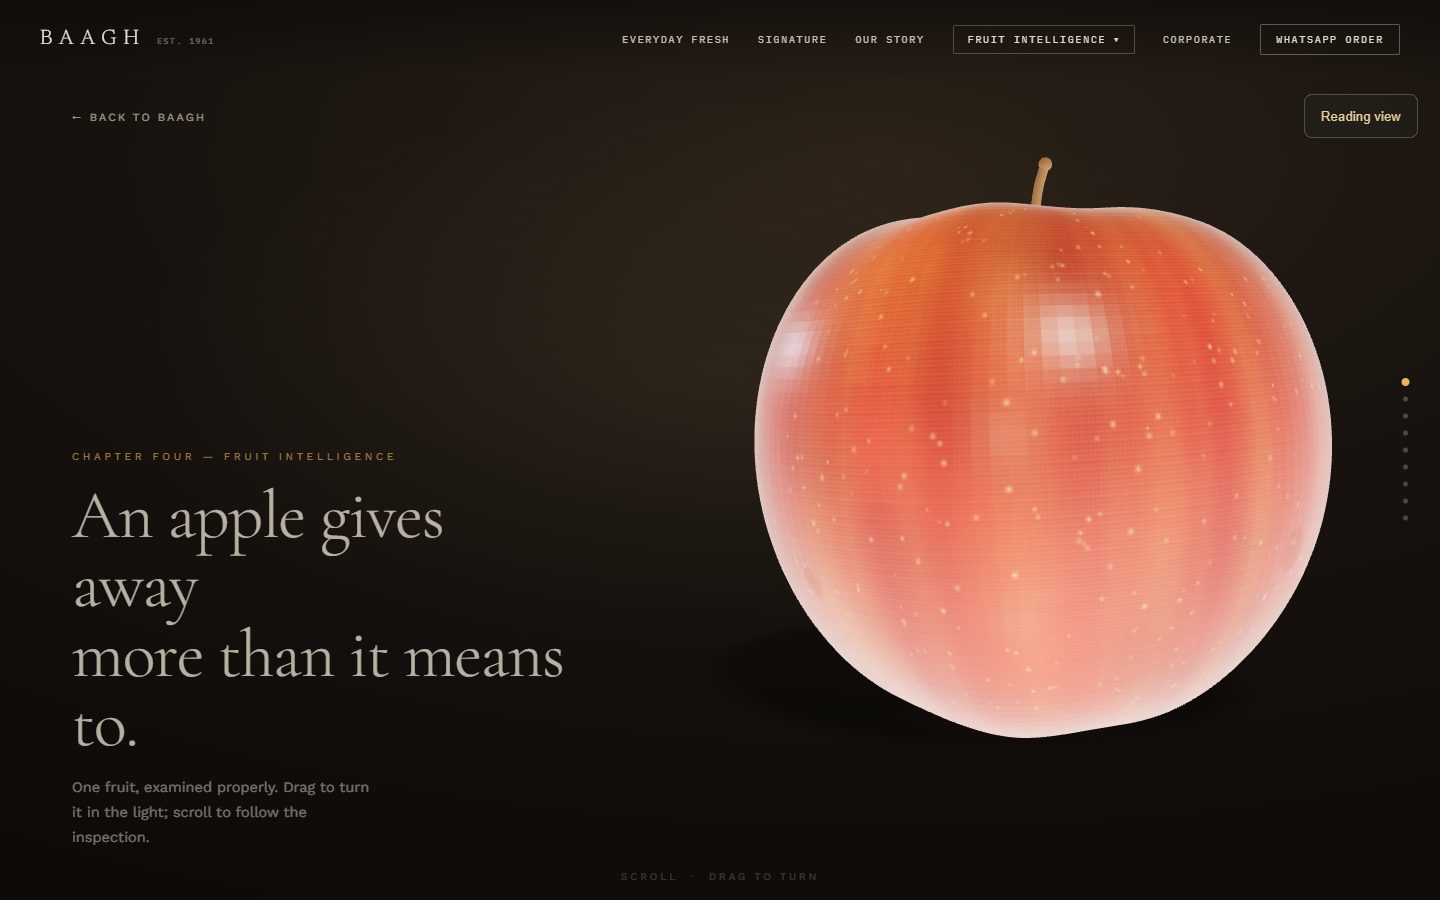 BAAGH EST. 1961
EVERYDAY FRESH SIGNATURE OUR STORY FRUIT INTELLIGENCE ▾ CORPORATE WHATSAPP ORDER
← BACK TO BAAGH
Reading view
CHAPTER FOUR — FRUIT INTELLIGENCE
An apple gives
away
more than it means
to.
One fruit, examined properly. Drag to turn
it in the light; scroll to follow the
inspection.
SCROLL · DRAG TO TURN